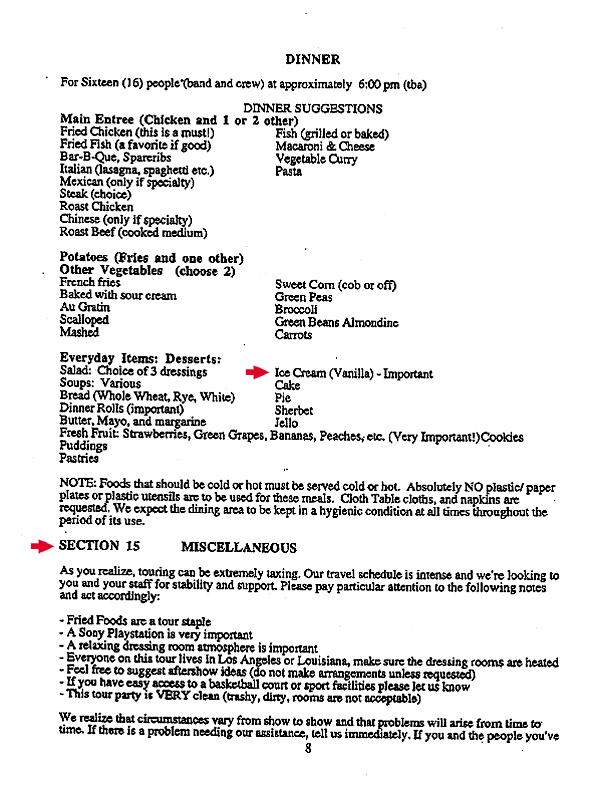 DINNER
For Sixteen (16) people (band and crew) at approximately 6:00 pm (tba)
DINNER SUGGESTIONS
Main Entree (Chicken and 1 or 2 other)
Fried Chicken (this is a must!) Fish (grilled or baked)
Fried Fish (a favorite if good) Macaroni & Cheese
Bar-B-Que, Spareribs Vegetable Curry
Italian (lasagna, spaghetti etc.) Pasta
Mexican (only if specialty)
Steak (choice)
Roast Chicken
Chinese (only if specialty)
Roast Beef (cooked medium)
Potatoes (Fries and one other)
Other Vegetables (choose 2)
French fries Sweet Corn (cob or off)
Baked with sour cream Green Peas
Au Gratin Broccoli
Scalloped Green Beans Almondine
Mashed Carrots
Everyday Items: Desserts:
Salad: Choice of 3 dressings Ice Cream (Vanilla) - Important
Soups: Various Cake
Bread (Whole Wheat, Rye, White) Pie
Dinner Rolls (important) Sherbet
Butter, Mayo, and margarine Jello
Fresh Fruit: Strawberries, Green Grapes, Bananas, Peaches, etc. (Very Important!)Cookies
Puddings
Pastries
NOTE: Foods that should be cold or hot must be served cold or hot. Absolutely NO plastic/ paper
plates or plastic utensils are to be used for these meals. Cloth Table cloths, and napkins are
requested. We expect the dining area to be kept in a hygienic condition at all times throughout the
period of its use.
SECTION 15 MISCELLANEOUS
As you realize, touring can be extremely taxing. Our travel schedule is intense and we're looking to
you and your staff for stability and support. Please pay particular attention to the following notes
and act accordingly:
- Fried Foods are a tour staple
- A Sony Playstation is very important
- A relaxing dressing room atmosphere is important
- Everyone on this tour lives in Los Angeles or Louisiana, make sure the dressing rooms are heated
- Feel free to suggest aftershow ideas (do not make arrangements unless requested)
- If you have easy access to a basketball court or sport facilities please let us know
- This tour party is VERY clean (trashy, dirty, rooms are not acceptable)
We realize that circumstances vary from show to show and that problems will arise from time to
time. If there is a problem needing our assistance, tell us immediately. If you and the people you've
8